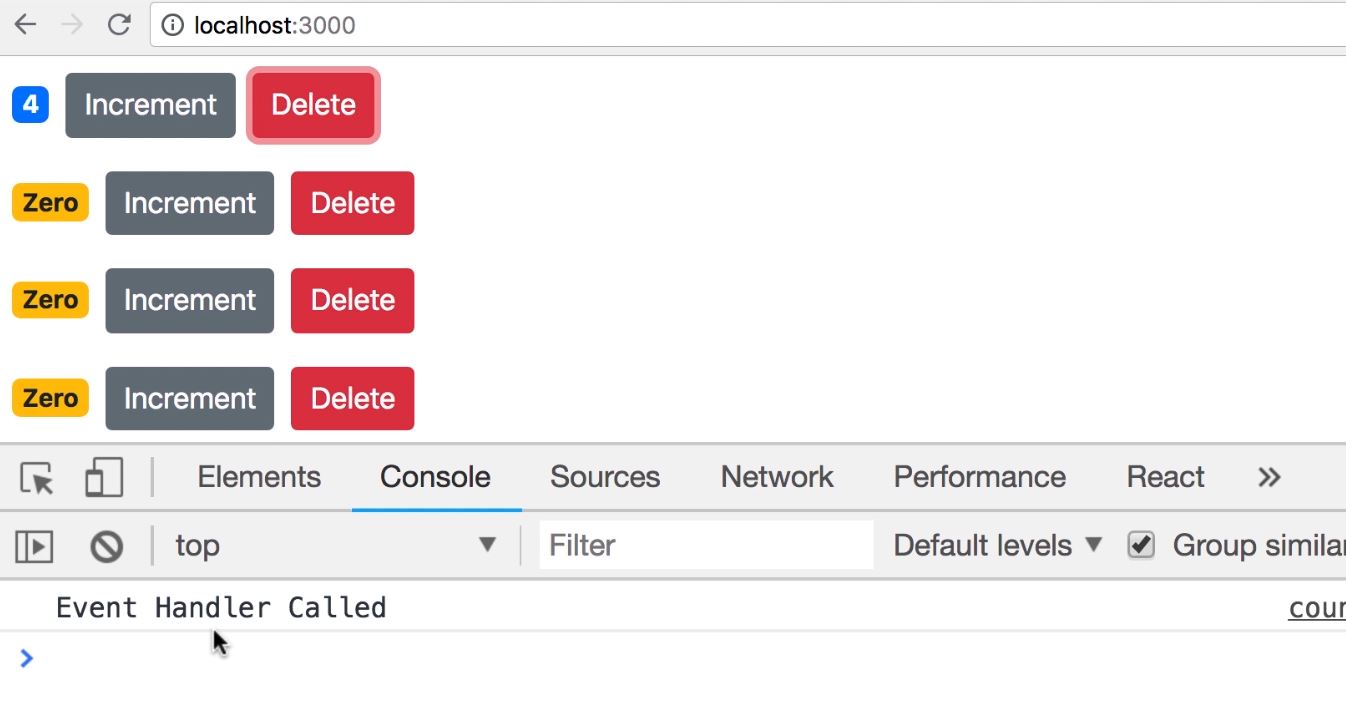 localhost:3000
4 Increment Delete
Zero Increment Delete
Zero Increment Delete
Zero Increment Delete
Elements Console Sources Network Performance React
top Filter Default levels Group similar
Event Handler Called